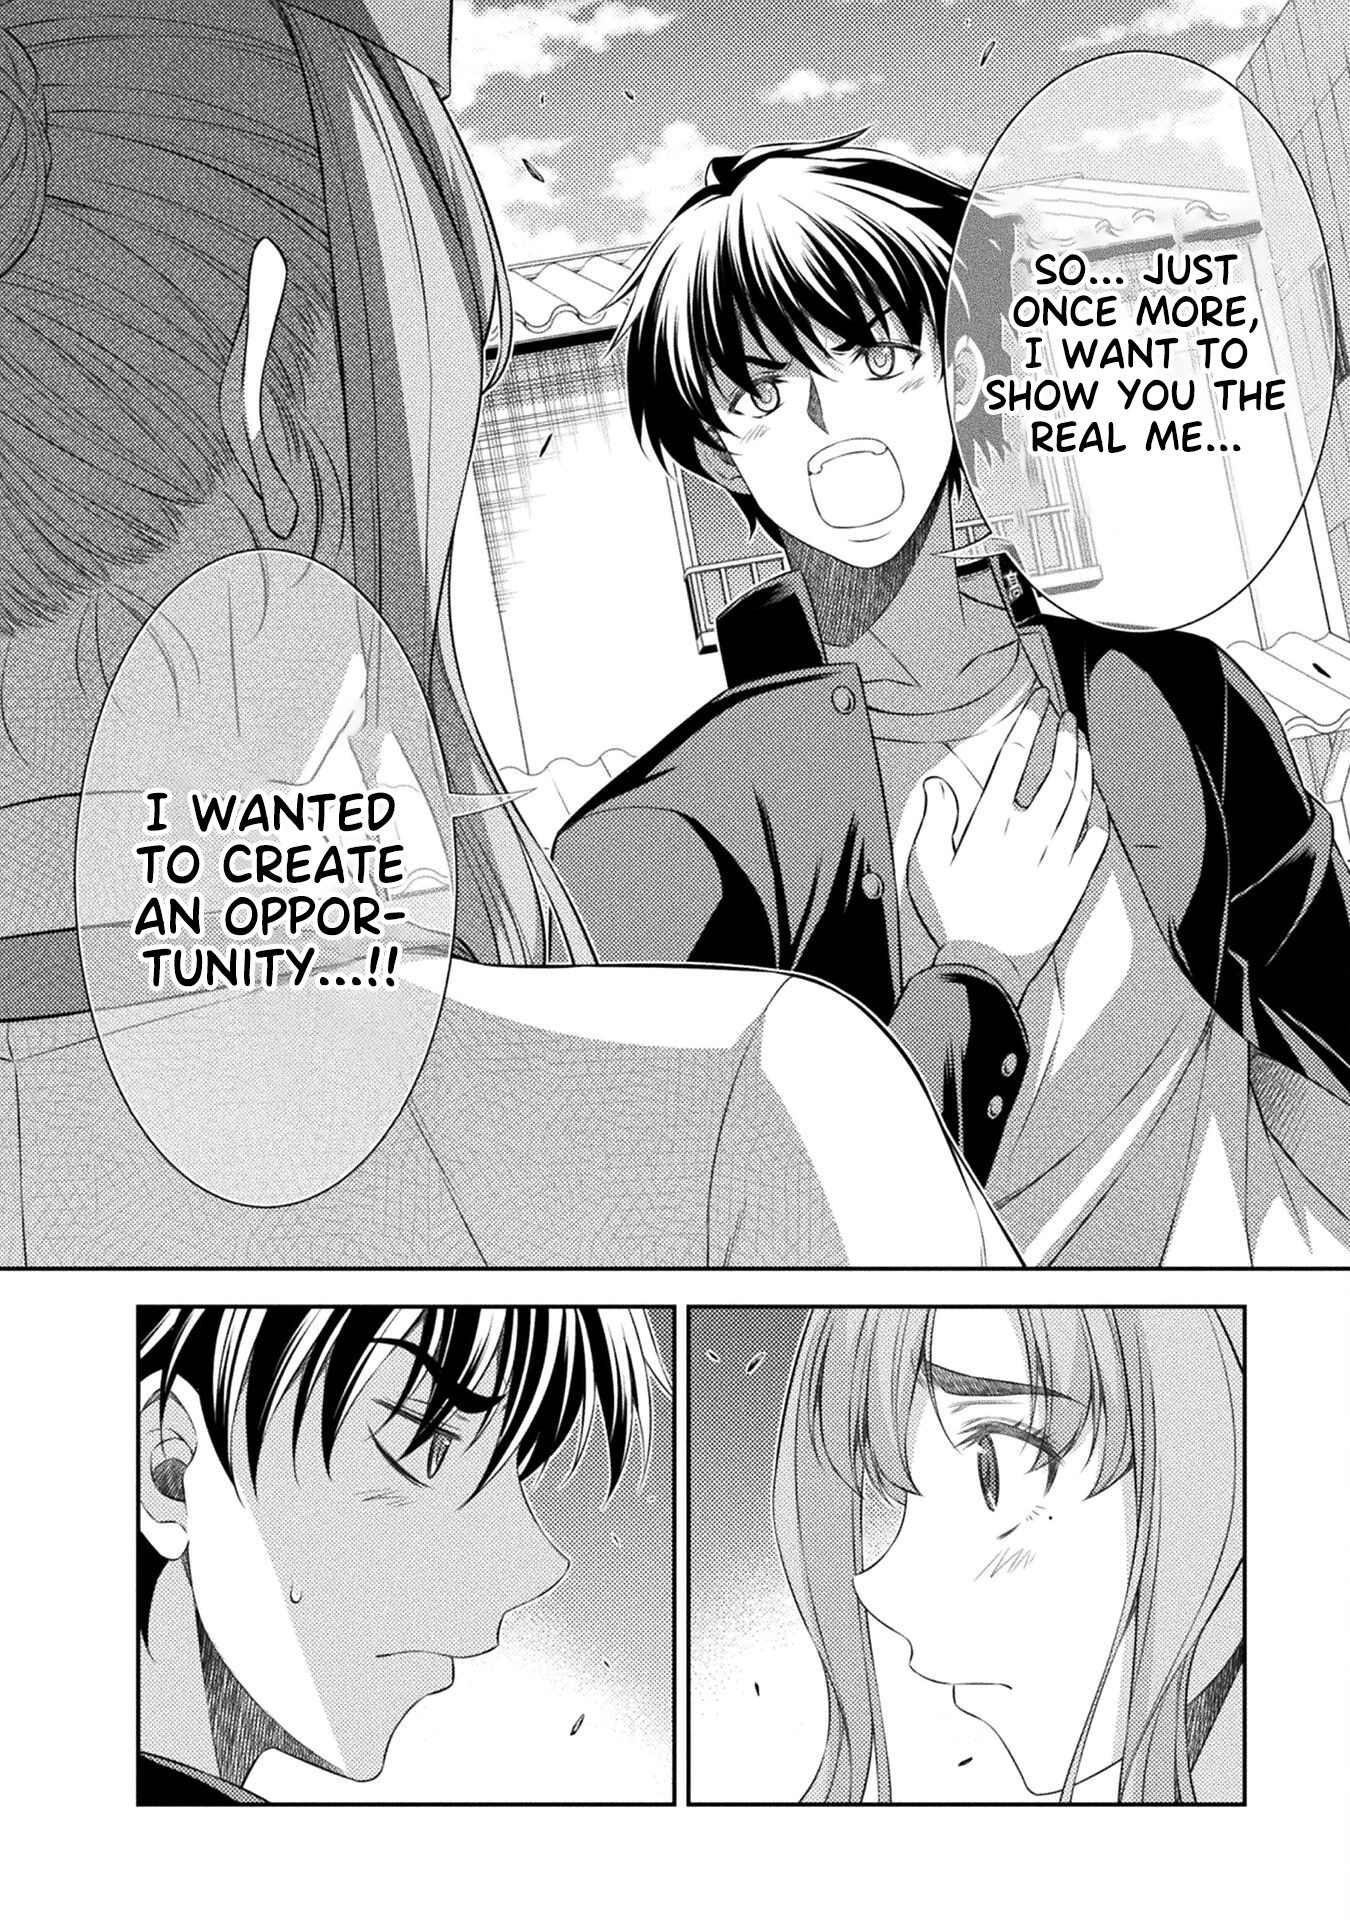 SO... JUST
ONCE MORE,
I WANT TO
SHOW YOU THE
REAL ME...
I WANTED
TO CREATE
AN OPPOR-
TUNITY...!!